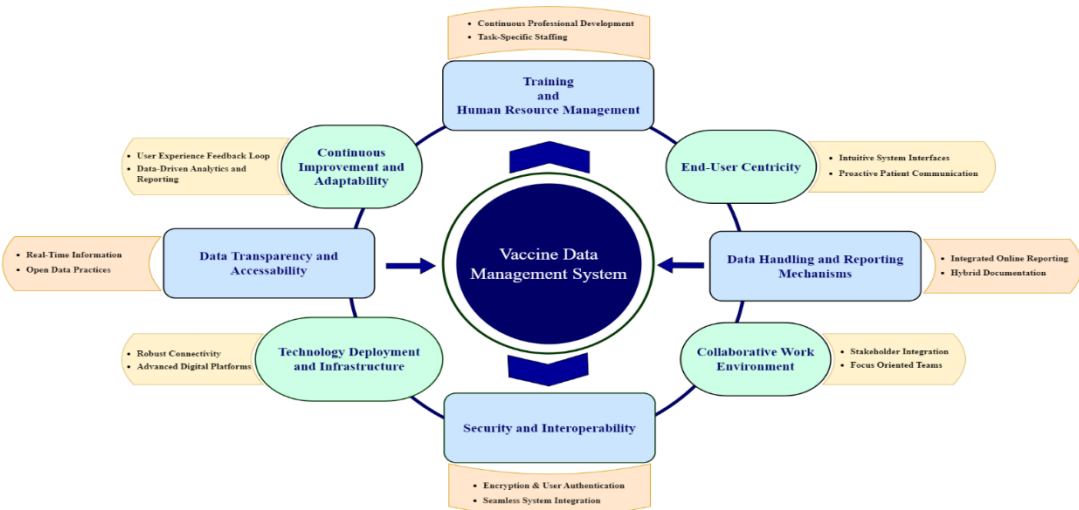 • Continuous Professional Development
• Task-Specific Staffing
Training
and
Human Resource Management
• User Experience Feedback Loop
• Data-Driven Analytics and
Reporting
Continuous
Improvement and
Adaptability
End-User Centricity
• Intuitive System Interfaces
• Proactive Patient Communication
• Real-Time Information
• Open Data Practices
Data Transparency and
Accessability
Vaccine Data
Management System
Data Handling and Reporting
Mechanisms
• Integrated Online Reporting
• Hybrid Documentation
• Robust Connectivity
• Advanced Digital Platforms
Technology Deployment
and Infrastructure
Collaborative Work
Environment
• Stakeholder Integration
• Focus Oriented Teams
Security and Interoperability
• Encryption & User Authentication
• Seamless System Integration